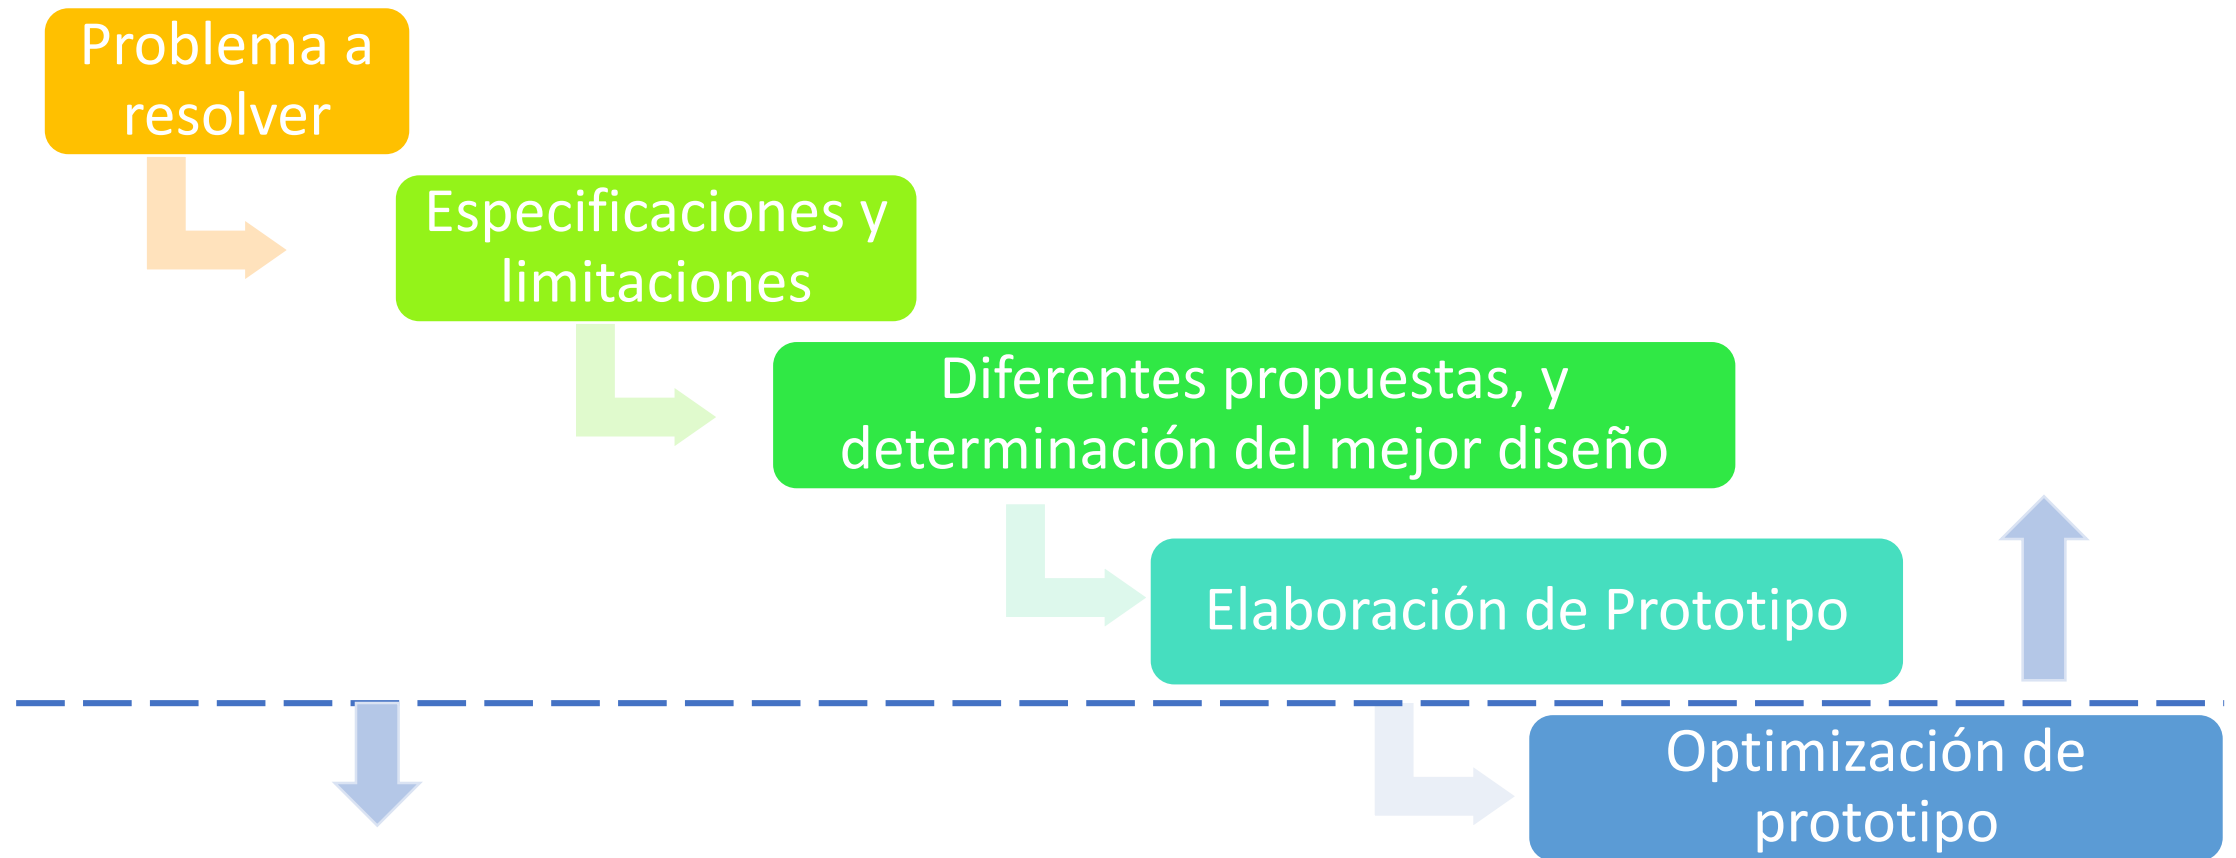 Problema a
resolver
Especificaciones y
limitaciones
Diferentes propuestas, y
determinación del mejor diseño
Elaboración de Prototipo
Optimización de
prototipo